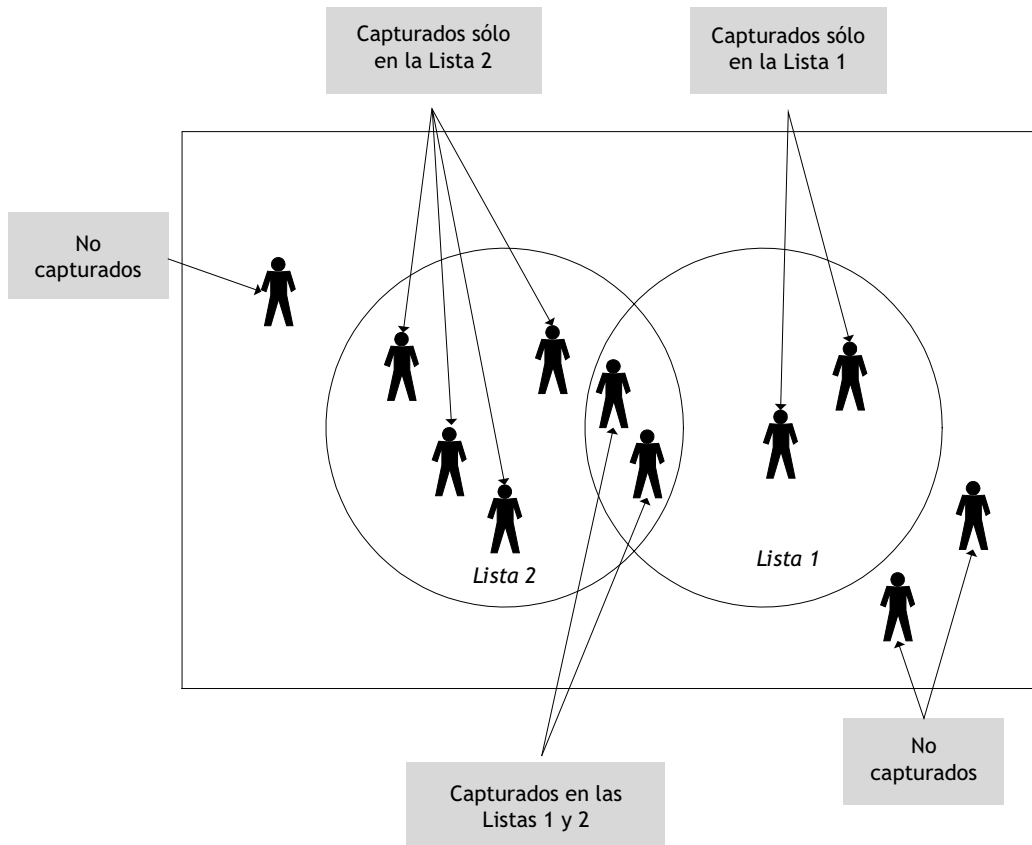 Capturados sólo
en la Lista 2
Capturados sólo
en la Lista 1
No
capturados
Lista 2
Lista 1
No
capturados
Capturados en las
Listas 1 y 2